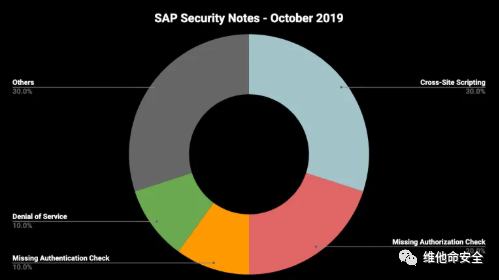 SAP Security Notes - October 2019
Others
30.0%
Cross-Site Scripting
30.0%
Denial of Service
10.0%
Missing Authorization Check
Missing Authentication Check
10.0%
维他命安全